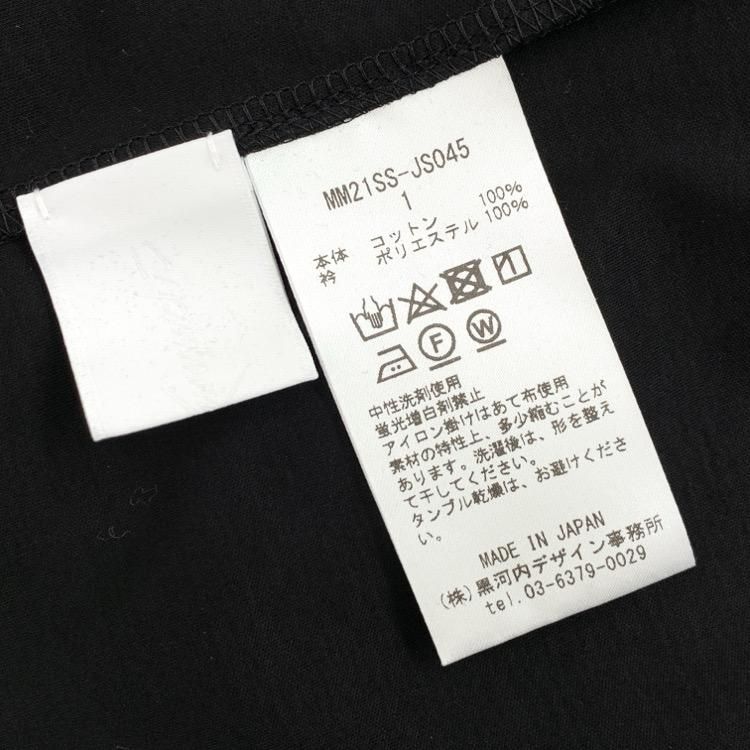 MM21SS-JS045
1
本体 コットン 100%
衿 ポリエステル 100%
F W
中性洗剤使用
蛍光増白剤禁止
アイロン掛けはあて布使用
素材の特性上、多少縮むことが
あります。洗濯後は、形を整え
て干してください。
タンブル乾燥は、お避けくださ
い。
MADE IN JAPAN
(株)黒河内デザイン事務所
tel.03-6379-0029